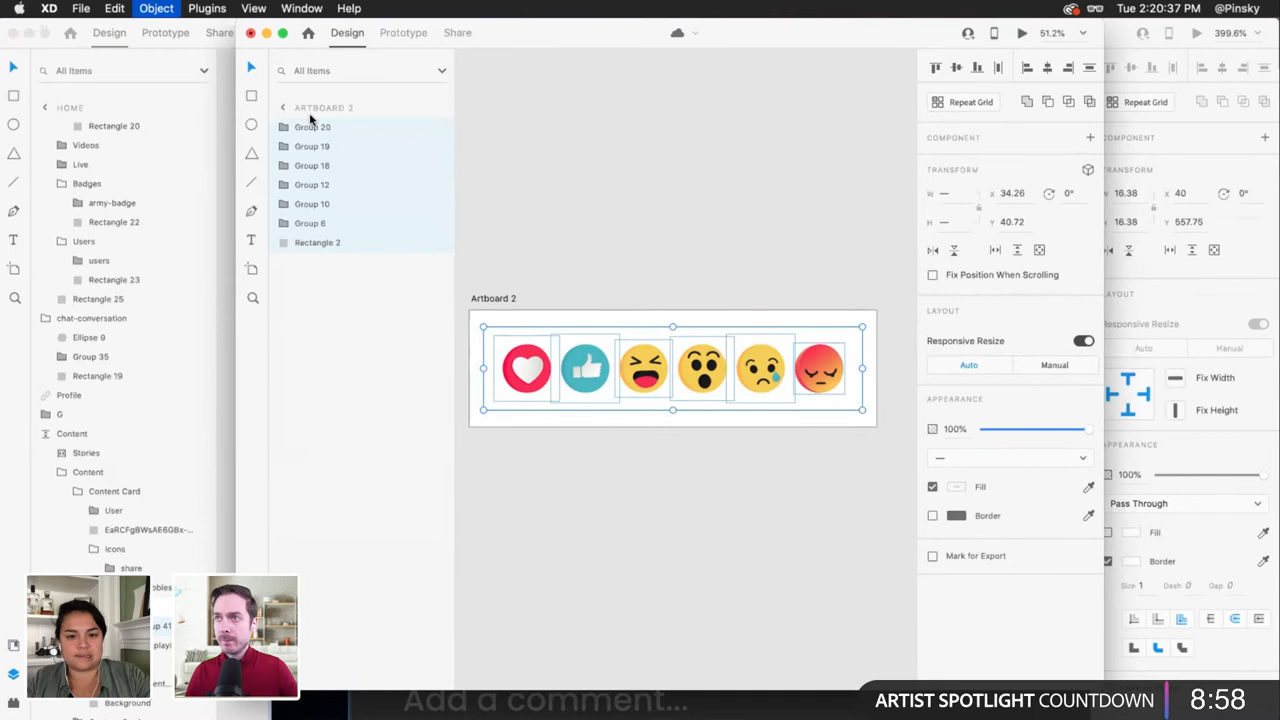 XD File Edit Object Plugins View Window Help Tue 2:20:37 PM @Pinsky
Design Prototype Share
Design Prototype Share
51.2%
399.6%
All Items
HOME
Rectangle 20
Videos
Live
Badges
army-badge
Rectangle 22
Users
users
Rectangle 23
Rectangle 25
chat-conversation
Ellipse 9
Group 35
Rectangle 19
Profile
G
Content
Stories
Content
Content Card
User
EaRCFgBWsAE6GBx-...
Icons
share
Background
All Items
ARTBOARD 2
Group 20
Group 19
Group 18
Group 12
Group 10
Group 6
Rectangle 2
Artboard 2
Repeat Grid
COMPONENT
TRANSFORM
W — X 34.26 0°
H — Y 40.72
Fix Position When Scrolling
LAYOUT
Responsive Resize
Auto Manual
APPEARANCE
100%
—
Fill
Border
Mark for Export
Repeat Grid
COMPONENT
TRANSFORM
W 16.38 X 40 0°
H 16.38 Y 557.75
LAYOUT
Responsive Resize
Auto Manual
Fix Width
Fix Height
APPEARANCE
100%
Pass Through
Fill
Border
Size 1 Dash 0 Gap 0
Add a comment...
ARTIST SPOTLIGHT COUNTDOWN 8:58